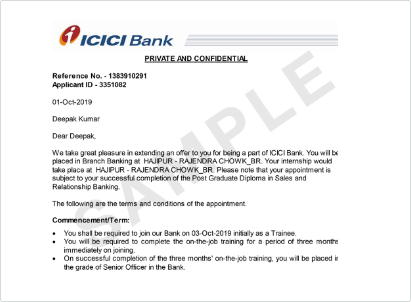 ICICI Bank
PRIVATE AND CONFIDENTIAL
Reference No. - 1383910291
Applicant ID - 3351082
01-Oct-2019
Deepak Kumar
Dear Deepak,
We take great pleasure in extending an offer to you for being a part of ICICI Bank. You will be
placed in Branch Banking at HAJIPUR - RAJENDRA CHOWK_BR. Your internship would
take place at HAJIPUR - RAJENDRA CHOWK_BR. Please note that your appointment is
subject to your successful completion of the Post Graduate Diploma in Sales and
Relationship Banking.
The following are the terms and conditions of the appointment.
Commencement/Term:
• You shall be required to join our Bank on 03-Oct-2019 initially as a Trainee.
• You will be required to complete the on-the-job training for a period of three months
immediately on joining.
• On successful completion of the three months' on-the-job training, you will be placed in
the grade of Senior Officer in the Bank.
SAMPLE